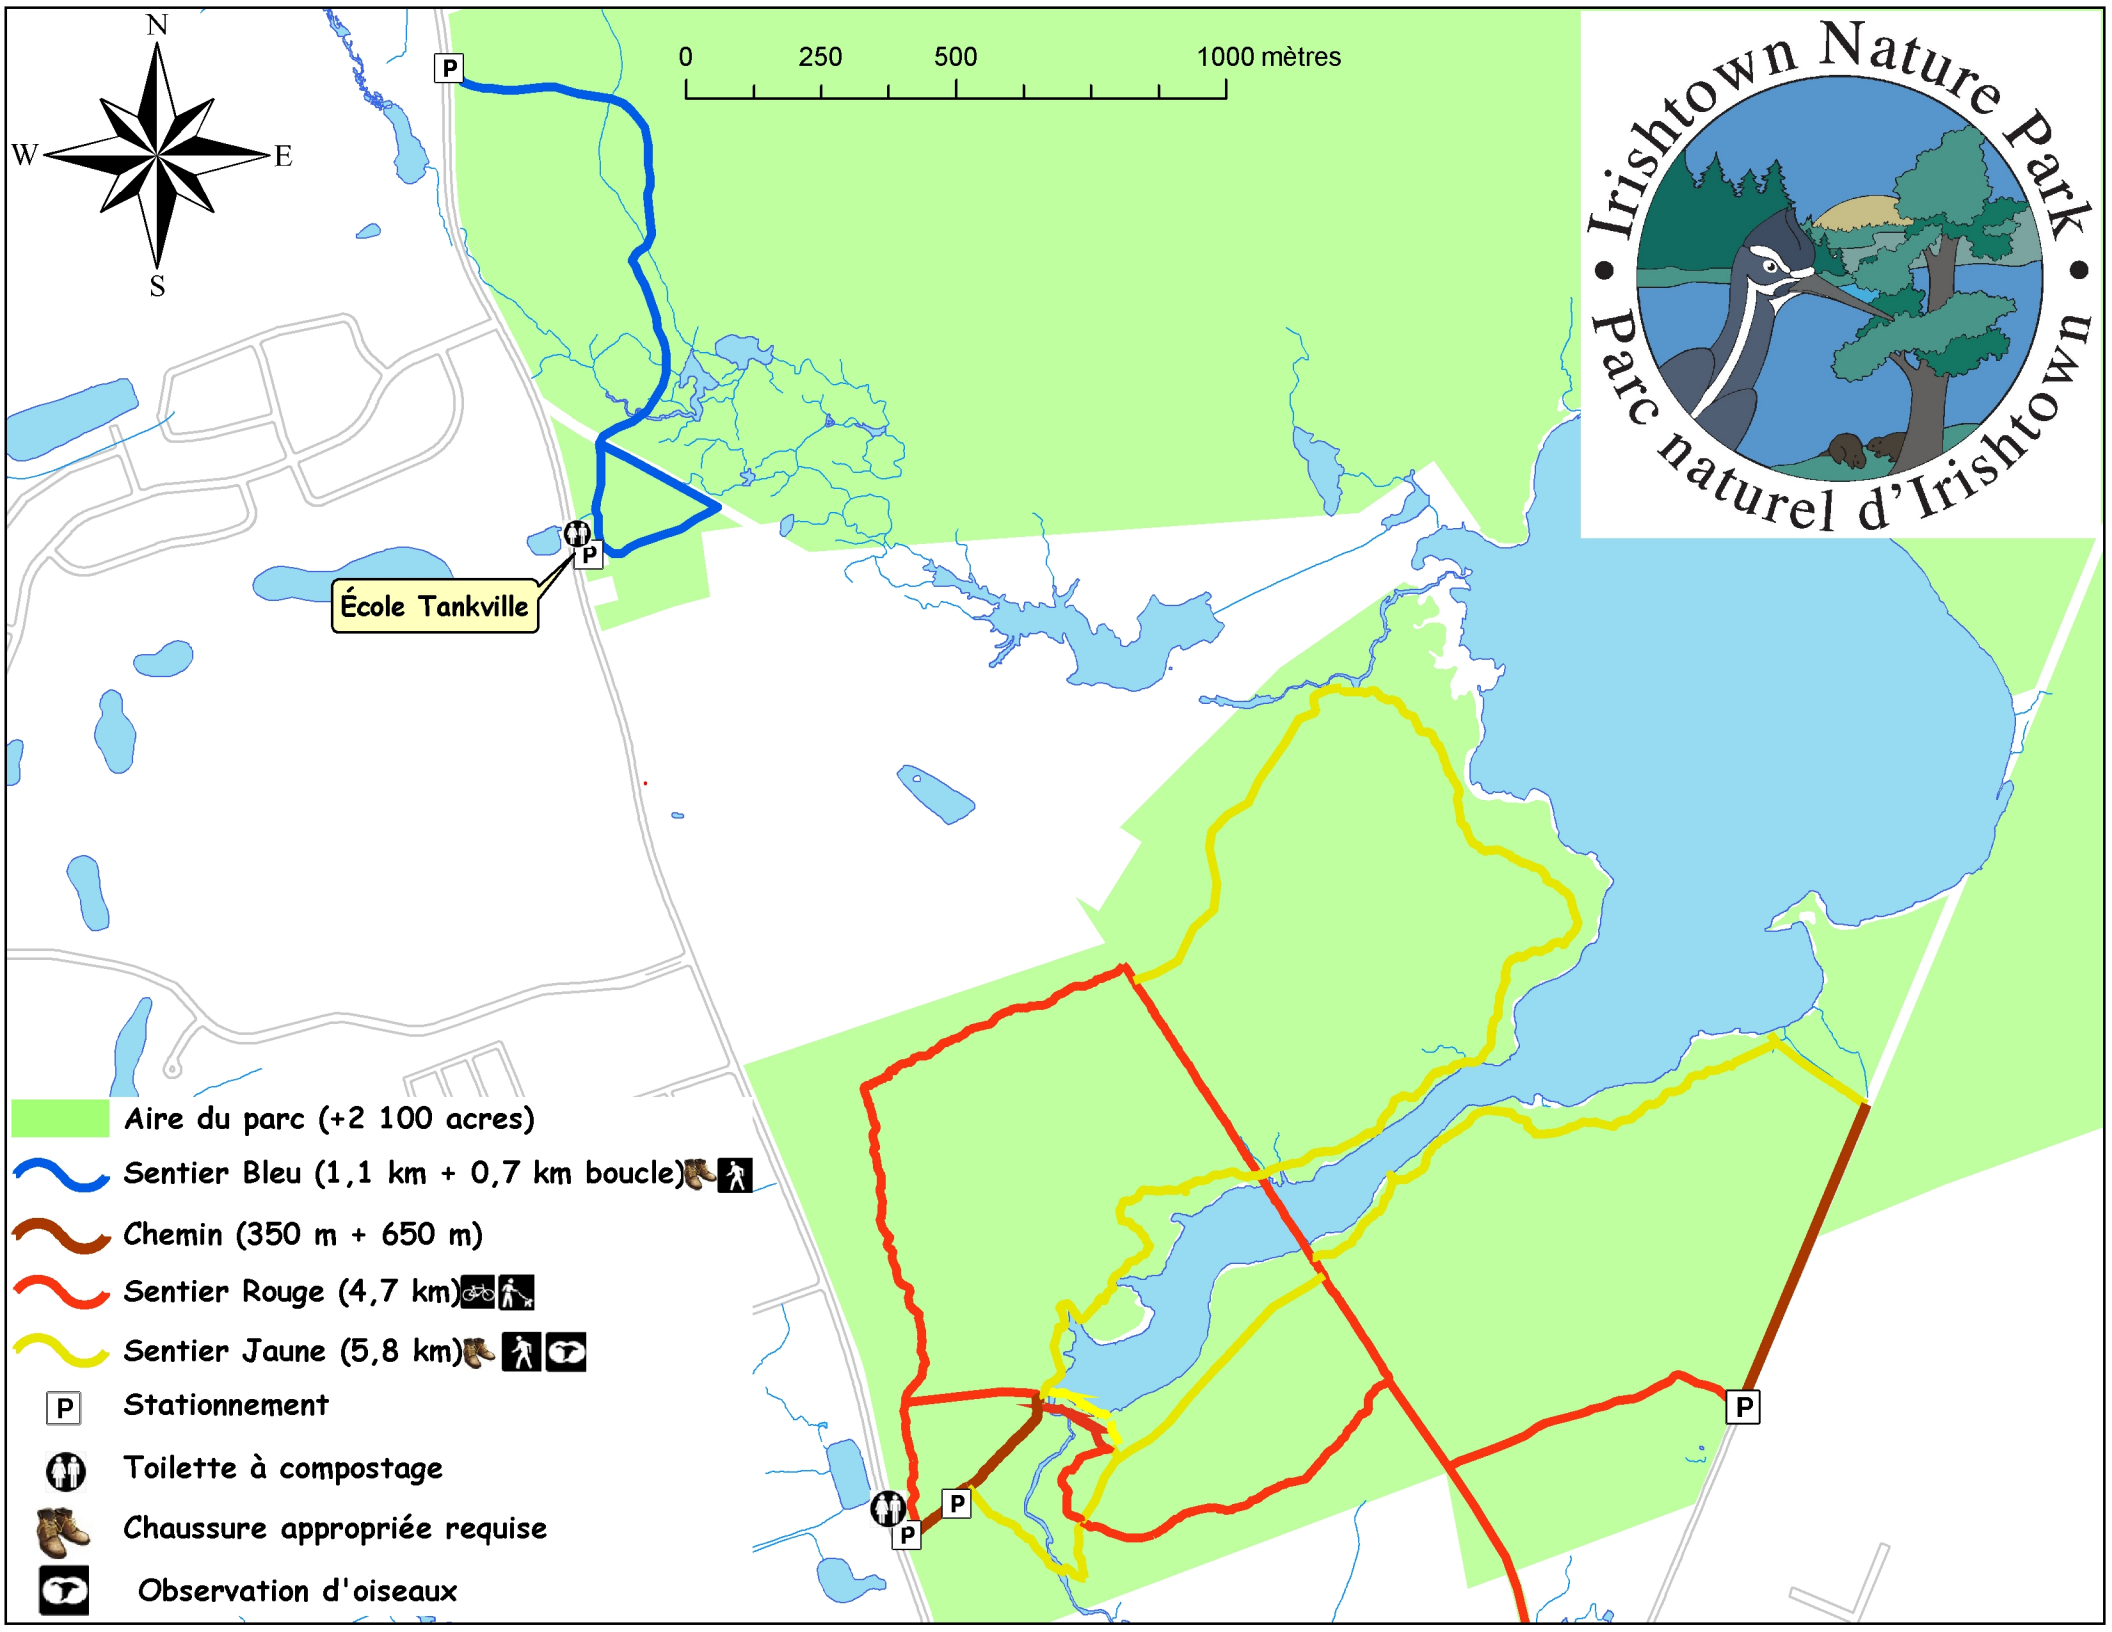 N
W
E
S
0 250 500 1000 mètres
P
Irishtown Nature Park
Parc naturel d'Irishtown
P
École Tankville
Aire du parc (+2 100 acres)
Sentier Bleu (1,1 km + 0,7 km boucle)
Chemin (350 m + 650 m)
Sentier Rouge (4,7 km)
Sentier Jaune (5,8 km)
P Stationnement
Toilette à compostage
Chaussure appropriée requise
Observation d'oiseaux
P
P
P